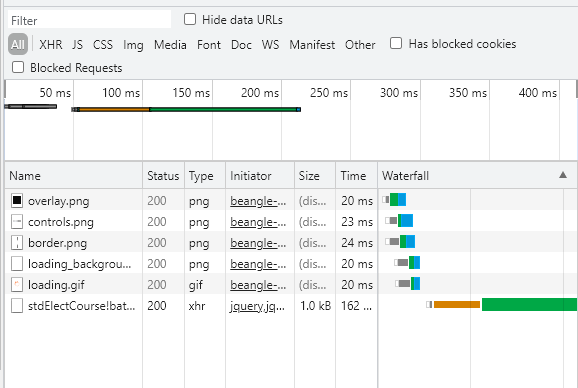 Filter Hide data URLs
All XHR JS CSS Img Media Font Doc WS Manifest Other Has blocked cookies
Blocked Requests
50 ms 100 ms 150 ms 200 ms 250 ms 300 ms 350 ms 400 ms
Name Status Type Initiator Size Time Waterfall
overlay.png 200 png beangle-... (dis... 20 ms
controls.png 200 png beangle-... (dis... 23 ms
border.png 200 png beangle-... (dis... 24 ms
loading_backgrou... 200 png beangle-... (dis... 20 ms
loading.gif 200 gif beangle-... (dis... 20 ms
stdElectCourse!bat... 200 xhr jquery,jq... 1.0 kB 162 ...